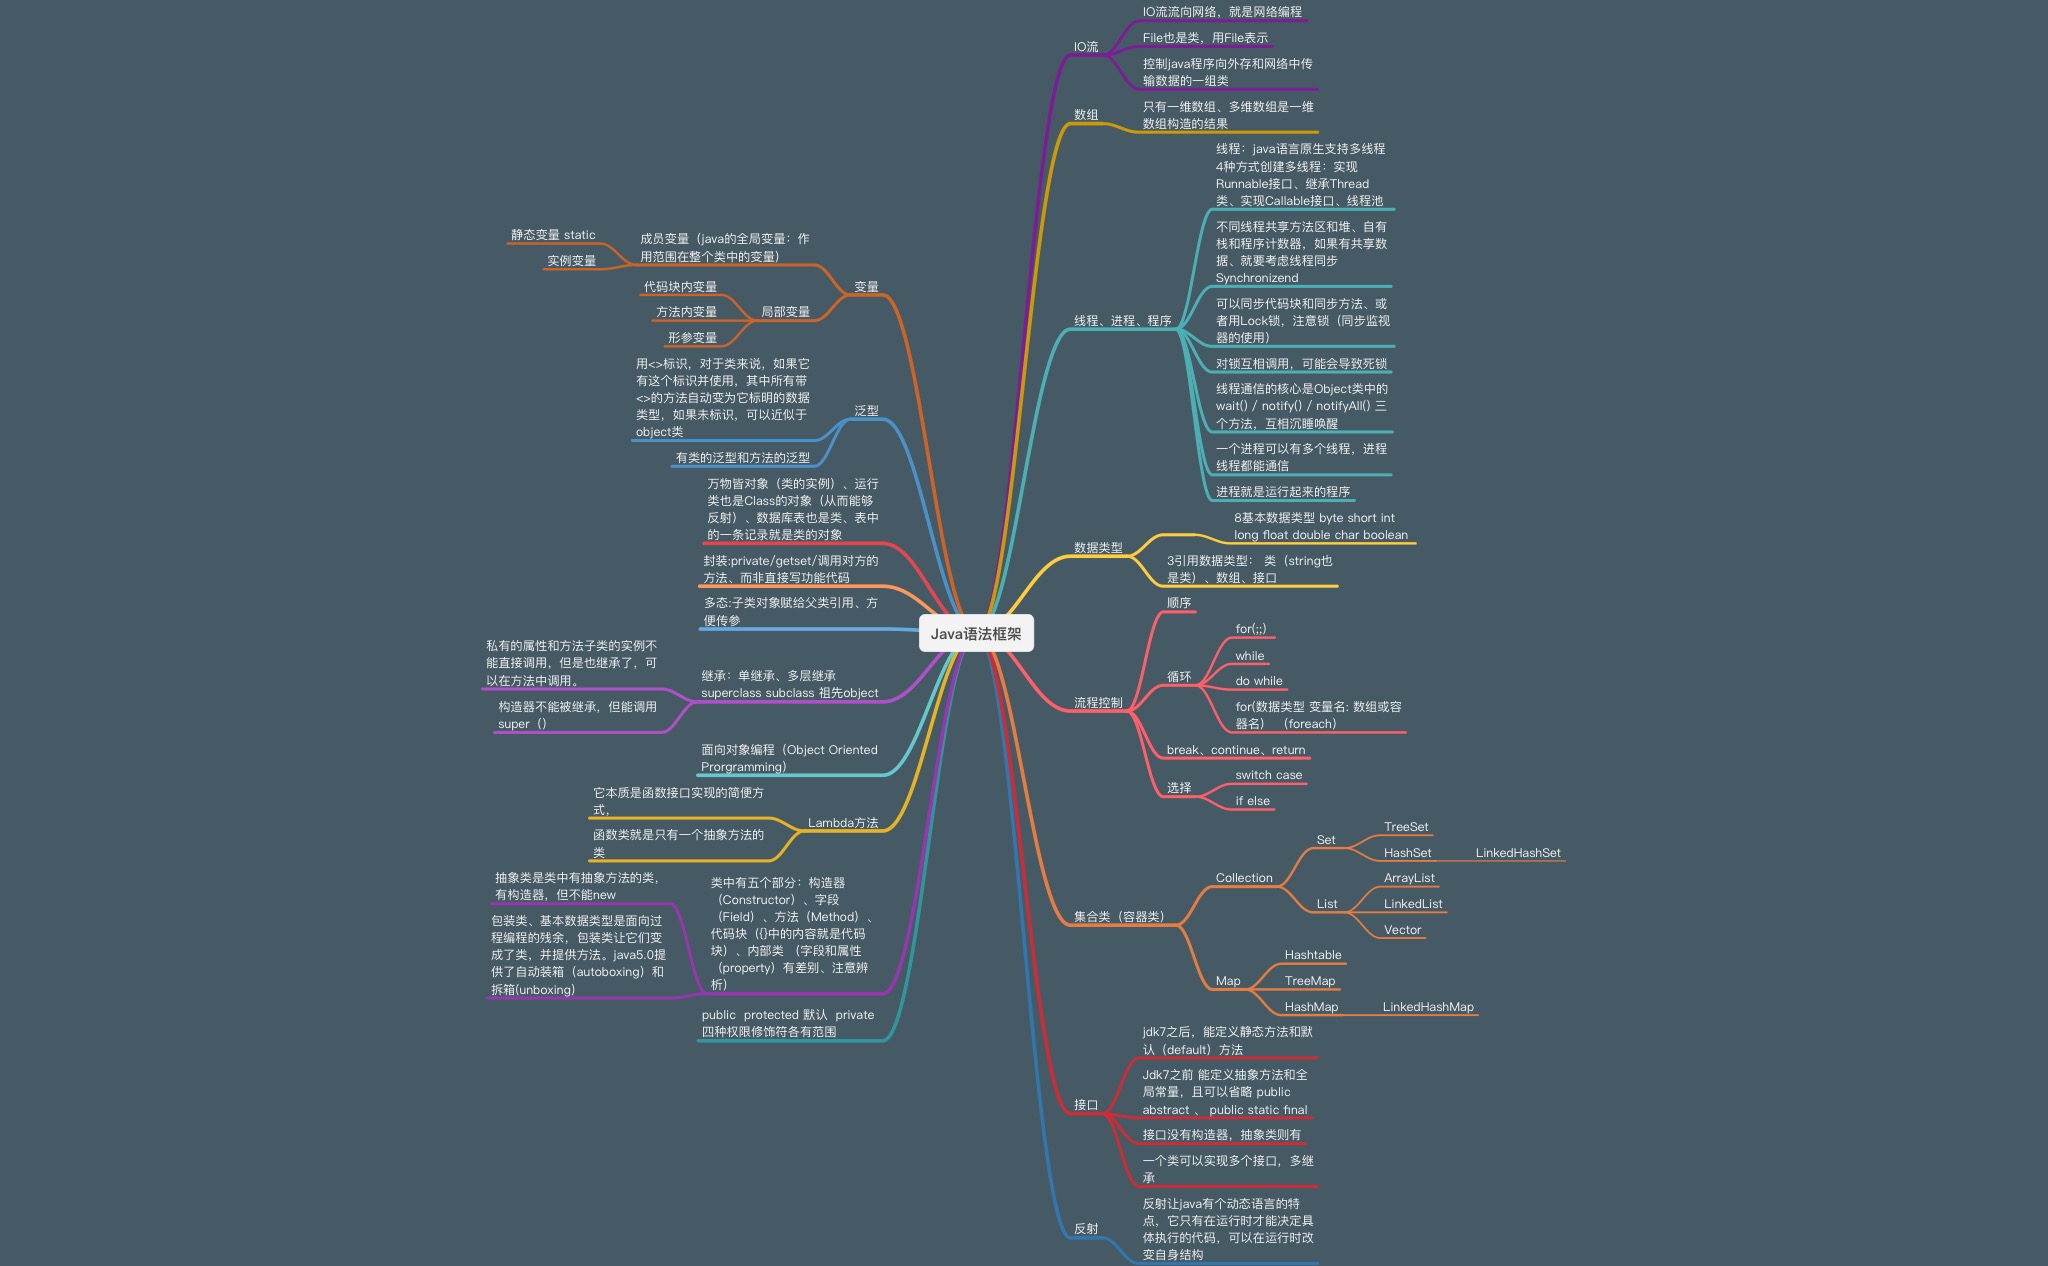 IO流
IO流流向网络，就是网络编程
File也是类，用File表示
控制java程序向外存和网络中传
输数据的一组类
数组
只有一维数组、多维数组是一维
数组构造的结果
线程、进程、程序
线程：java语言原生支持多线程
4种方式创建多线程：实现
Runnable接口、继承Thread
类、实现Callable接口、线程池
不同线程共享方法区和堆、自有
栈和程序计数器，如果有共享数
据、就要考虑线程同步
Synchronizend
可以同步代码块和同步方法、或
者用Lock锁，注意锁（同步监视
器的使用）
对锁互相调用，可能会导致死锁
线程通信的核心是Object类中的
wait() / notify() / notifyAll() 三
个方法，互相沉睡唤醒
一个进程可以有多个线程，进程
线程都能通信
进程就是运行起来的程序
数据类型
8基本数据类型 byte short int
long float double char boolean
3引用数据类型： 类（string也
是类）、数组、接口
流程控制
顺序
循环
for(;;)
while
do while
for(数据类型 变量名: 数组或容
器名） （foreach）
break、continue、return
选择
switch case
if else
集合类（容器类）
Collection
Set
TreeSet
HashSet
LinkedHashSet
List
ArrayList
LinkedList
Vector
Map
Hashtable
TreeMap
HashMap
LinkedHashMap
接口
jdk7之后，能定义静态方法和默
认（default）方法
Jdk7之前 能定义抽象方法和全
局常量，且可以省略 public
abstract 、 public static final
接口没有构造器，抽象类则有
一个类可以实现多个接口，多继
承
反射
反射让java有个动态语言的特
点，它只有在运行时才能决定具
体执行的代码，可以在运行时改
变自身结构
Java语法框架
变量
成员变量（java的全局变量：作
用范围在整个类中的变量）
静态变量 static
实例变量
局部变量
代码块内变量
方法内变量
形参变量
泛型
用<>标识，对于类来说，如果它
有这个标识并使用，其中所有带
<>的方法自动变为它标明的数据
类型，如果未标识，可以近似于
object类
有类的泛型和方法的泛型
万物皆对象（类的实例）、运行
类也是Class的对象（从而能够
反射）、数据库表也是类、表中
的一条记录就是类的对象
封装:private/getset/调用对方的
方法、而非直接写功能代码
多态:子类对象赋给父类引用、方
便传参
继承：单继承、多层继承
superclass subclass 祖先object
私有的属性和方法子类的实例不
能直接调用，但是也继承了，可
以在方法中调用。
构造器不能被继承，但能调用
super（）
面向对象编程（Object Oriented
Prorgramming）
Lambda方法
它本质是函数接口实现的简便方
式，
函数类就是只有一个抽象方法的
类
类中有五个部分：构造器
（Constructor）、字段
（Field）、方法（Method）、
代码块（{}中的内容就是代码
块）、内部类 （字段和属性
（property）有差别、注意辨
析）
抽象类是类中有抽象方法的类，
有构造器，但不能new
包装类、基本数据类型是面向过
程编程的残余，包装类让它们变
成了类，并提供方法。java5.0提
供了自动装箱（autoboxing）和
拆箱(unboxing)
public  protected 默认  private
四种权限修饰符各有范围